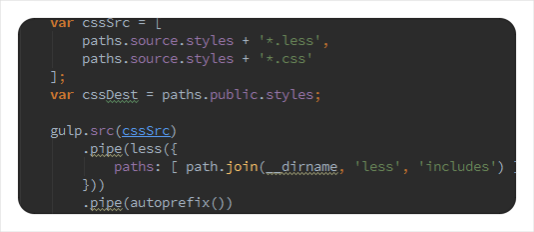 var cssSrc = [
paths.source.styles + '*.less',
paths.source.styles + '*.css'
];
var cssDest = paths.public.styles;
gulp.src(cssSrc)
.pipe(less({
paths: [ path.join(__dirname, 'less', 'includes') ]
}))
.pipe(autoprefix())